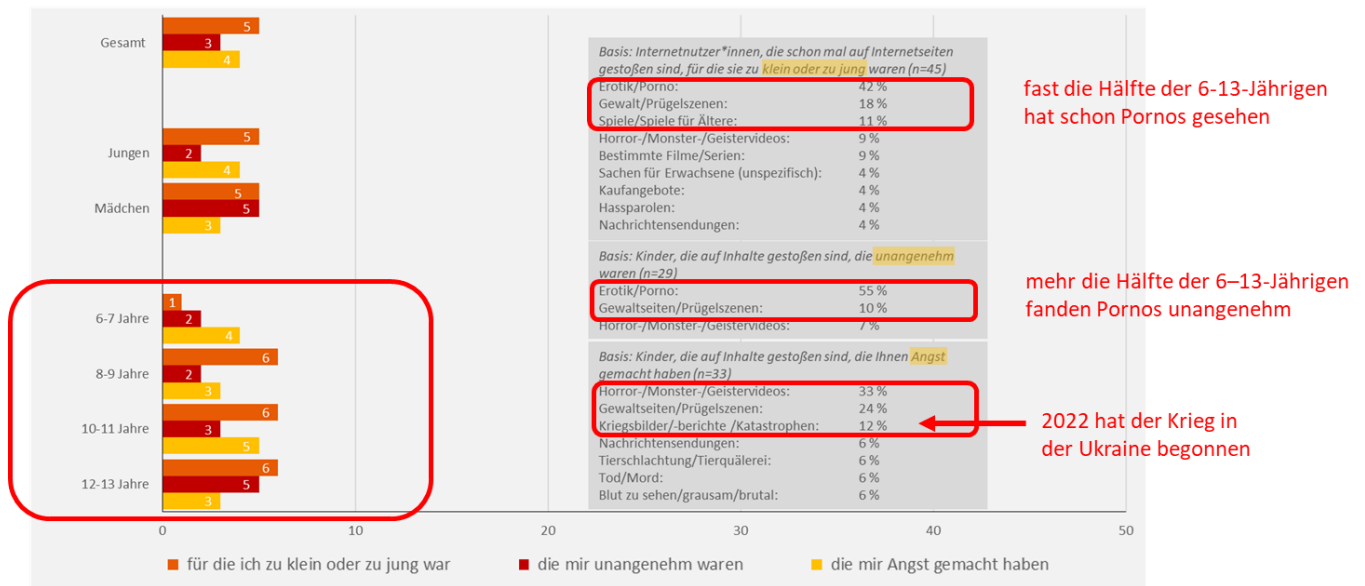 Gesamt
5
3
4
Jungen
5
2
4
Mädchen
5
5
3
6-7 Jahre
1
2
4
8-9 Jahre
6
2
3
10-11 Jahre
6
3
5
12-13 Jahre
6
5
3
0 10 20 30 40 50
für die ich zu klein oder zu jung war die mir unangenehm waren die mir Angst gemacht haben
Basis: Internetnutzer*innen, die schon mal auf Internetseiten
gestoßen sind, für die sie zu klein oder zu jung waren (n=45)
Erotik/Porno: 42 %
Gewalt/Prügelszenen: 18 %
Spiele/Spiele für Ältere: 11 %
Horror-/Monster-/Geistervideos: 9 %
Bestimmte Filme/Serien: 9 %
Sachen für Erwachsene (unspezifisch): 4 %
Kaufangebote: 4 %
Hassparolen: 4 %
Nachrichtensendungen: 4 %
Basis: Kinder, die auf Inhalte gestoßen sind, die unangenehm
waren (n=29)
Erotik/Porno: 55 %
Gewaltseiten/Prügelszenen: 10 %
Horror-/Monster-/Geistervideos: 7 %
Basis: Kinder, die auf Inhalte gestoßen sind, die Ihnen Angst
gemacht haben (n=33)
Horror-/Monster-/Geistervideos: 33 %
Gewaltseiten/Prügelszenen: 24 %
Kriegsbilder/-berichte /Katastrophen: 12 %
Nachrichtensendungen: 6 %
Tierschlachtung/Tierquälerei: 6 %
Tod/Mord: 6 %
Blut zu sehen/grausam/brutal: 6 %
fast die Hälfte der 6-13-Jährigen
hat schon Pornos gesehen
mehr die Hälfte der 6–13-Jährigen
fanden Pornos unangenehm
2022 hat der Krieg in
der Ukraine begonnen